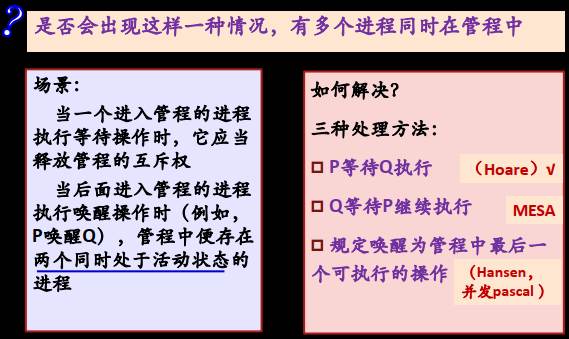 ?
是否会出现这样一种情况，有多个进程同时在管程中
场景：
当一个进入管程的进程
执行等待操作时，它应当
释放管程的互斥权
当后面进入管程的进程
执行唤醒操作时（例如，
P唤醒Q），管程中便存在
两个同时处于活动状态的
进程
如何解决？
三种处理方法：
P等待Q执行 （Hoare）√
Q等待P继续执行 MESA
规定唤醒为管程中最后一
个可执行的操作 （Hansen，
并发pascal ）